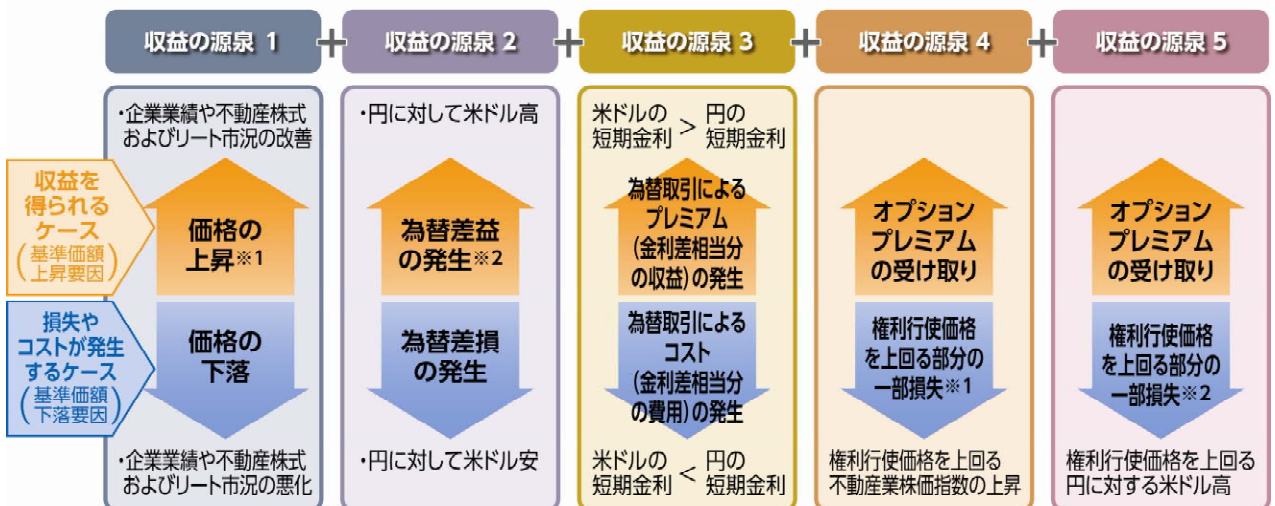 収益の源泉 1
+
収益の源泉 2
+
収益の源泉 3
+
収益の源泉 4
+
収益の源泉 5
収益を
得られる
ケース
(基準価額
上昇要因)
損失や
コストが発生
するケース
(基準価額
下落要因)
・企業業績や不動産株式
およびリート市況の改善
価格の
上昇※1
価格の
下落
・企業業績や不動産株式
およびリート市況の悪化
・円に対して米ドル高
為替差益
の発生※2
為替差損
の発生
・円に対して米ドル安
米ドルの 円の
短期金利 > 短期金利
為替取引による
プレミアム
(金利差相当分
の収益)の発生
為替取引による
コスト
(金利差相当分
の費用)の発生
米ドルの 円の
短期金利 < 短期金利
オプション
プレミアム
の受け取り
権利行使価格
を上回る部分の
一部損失※1
権利行使価格を上回る
不動産業株価指数の上昇
オプション
プレミアム
の受け取り
権利行使価格
を上回る部分の
一部損失※2
権利行使価格を上回る
円に対する米ドル高